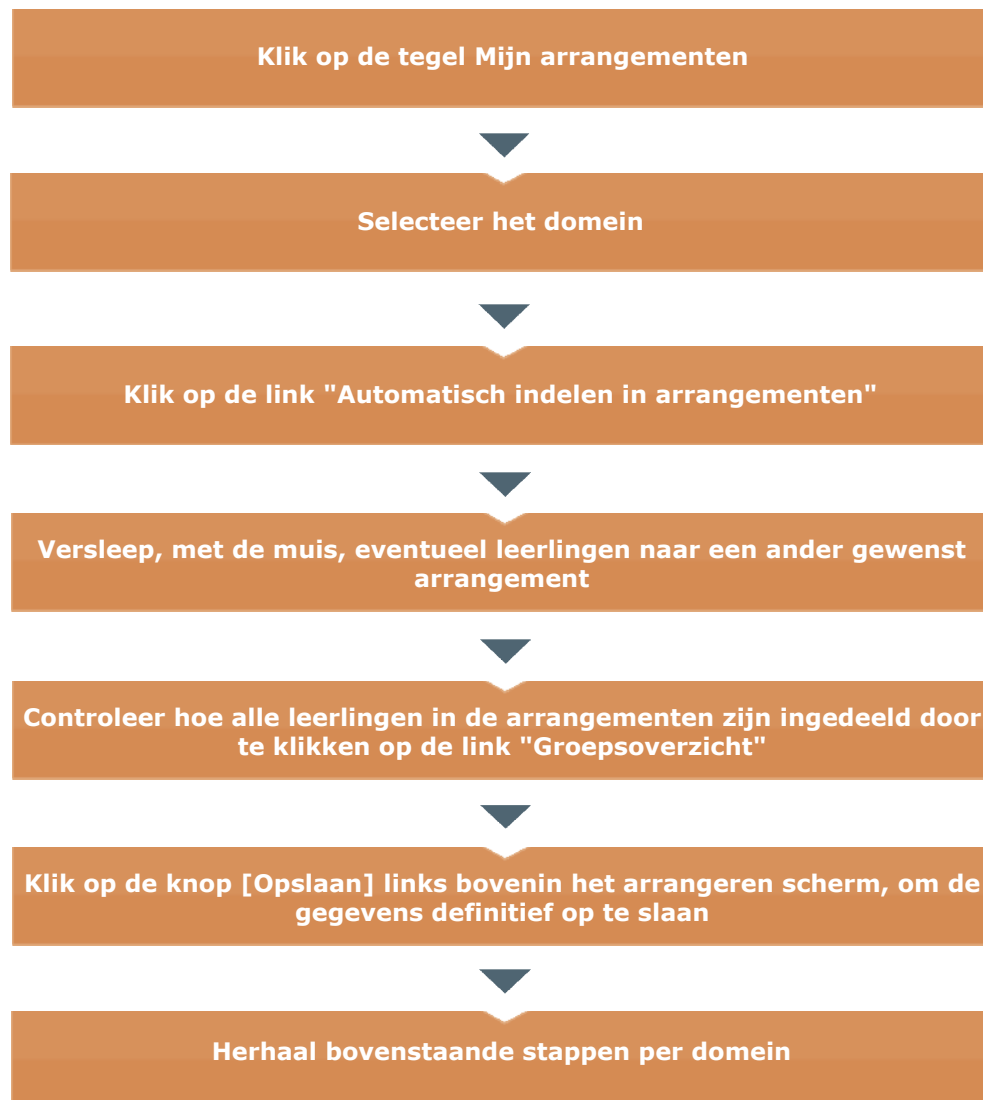 Klik op de tegel Mijn arrangementen
Selecteer het domein
Klik op de link "Automatisch indelen in arrangementen"
Versleep, met de muis, eventueel leerlingen naar een ander gewenst
arrangement
Controleer hoe alle leerlingen in de arrangementen zijn ingedeeld door
te klikken op de link "Groepsoverzicht"
Klik op de knop [Opslaan] links bovenin het arrangeren scherm, om de
gegevens definitief op te slaan
Herhaal bovenstaande stappen per domein